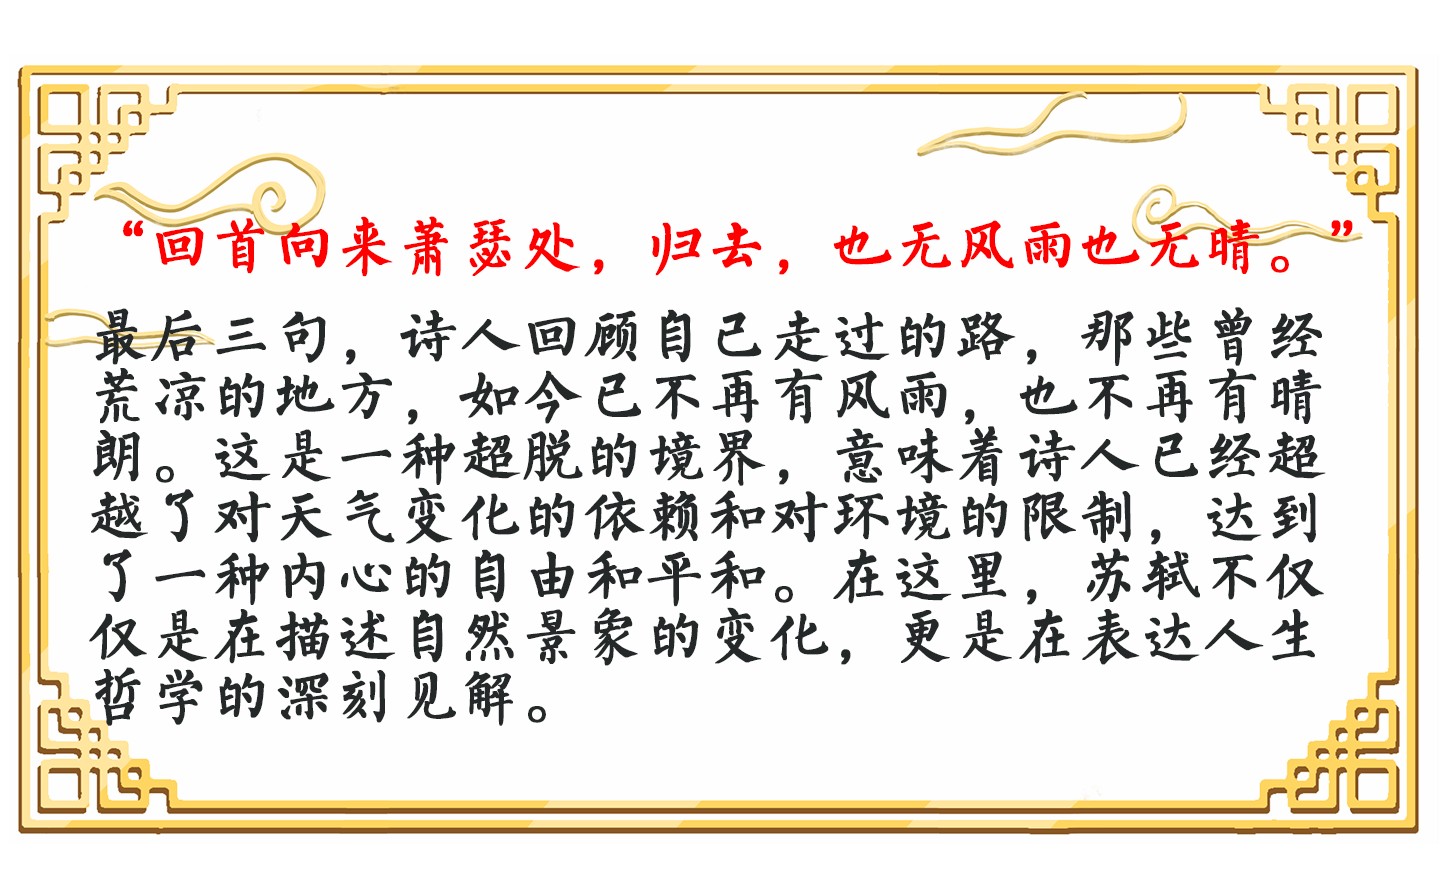 “回首向来萧瑟处，归去，也无风雨也无晴。”
最后三句，诗人回顾自己走过的路，那些曾经
荒凉的地方，如今已不再有风雨，也不再有晴
朗。这是一种超脱的境界，意味着诗人已经超
越了对天气变化的依赖和对环境的限制，达到
了一种内心的自由和平和。在这里，苏轼不仅
仅是在描述自然景象的变化，更是在表达人生
哲学的深刻见解。